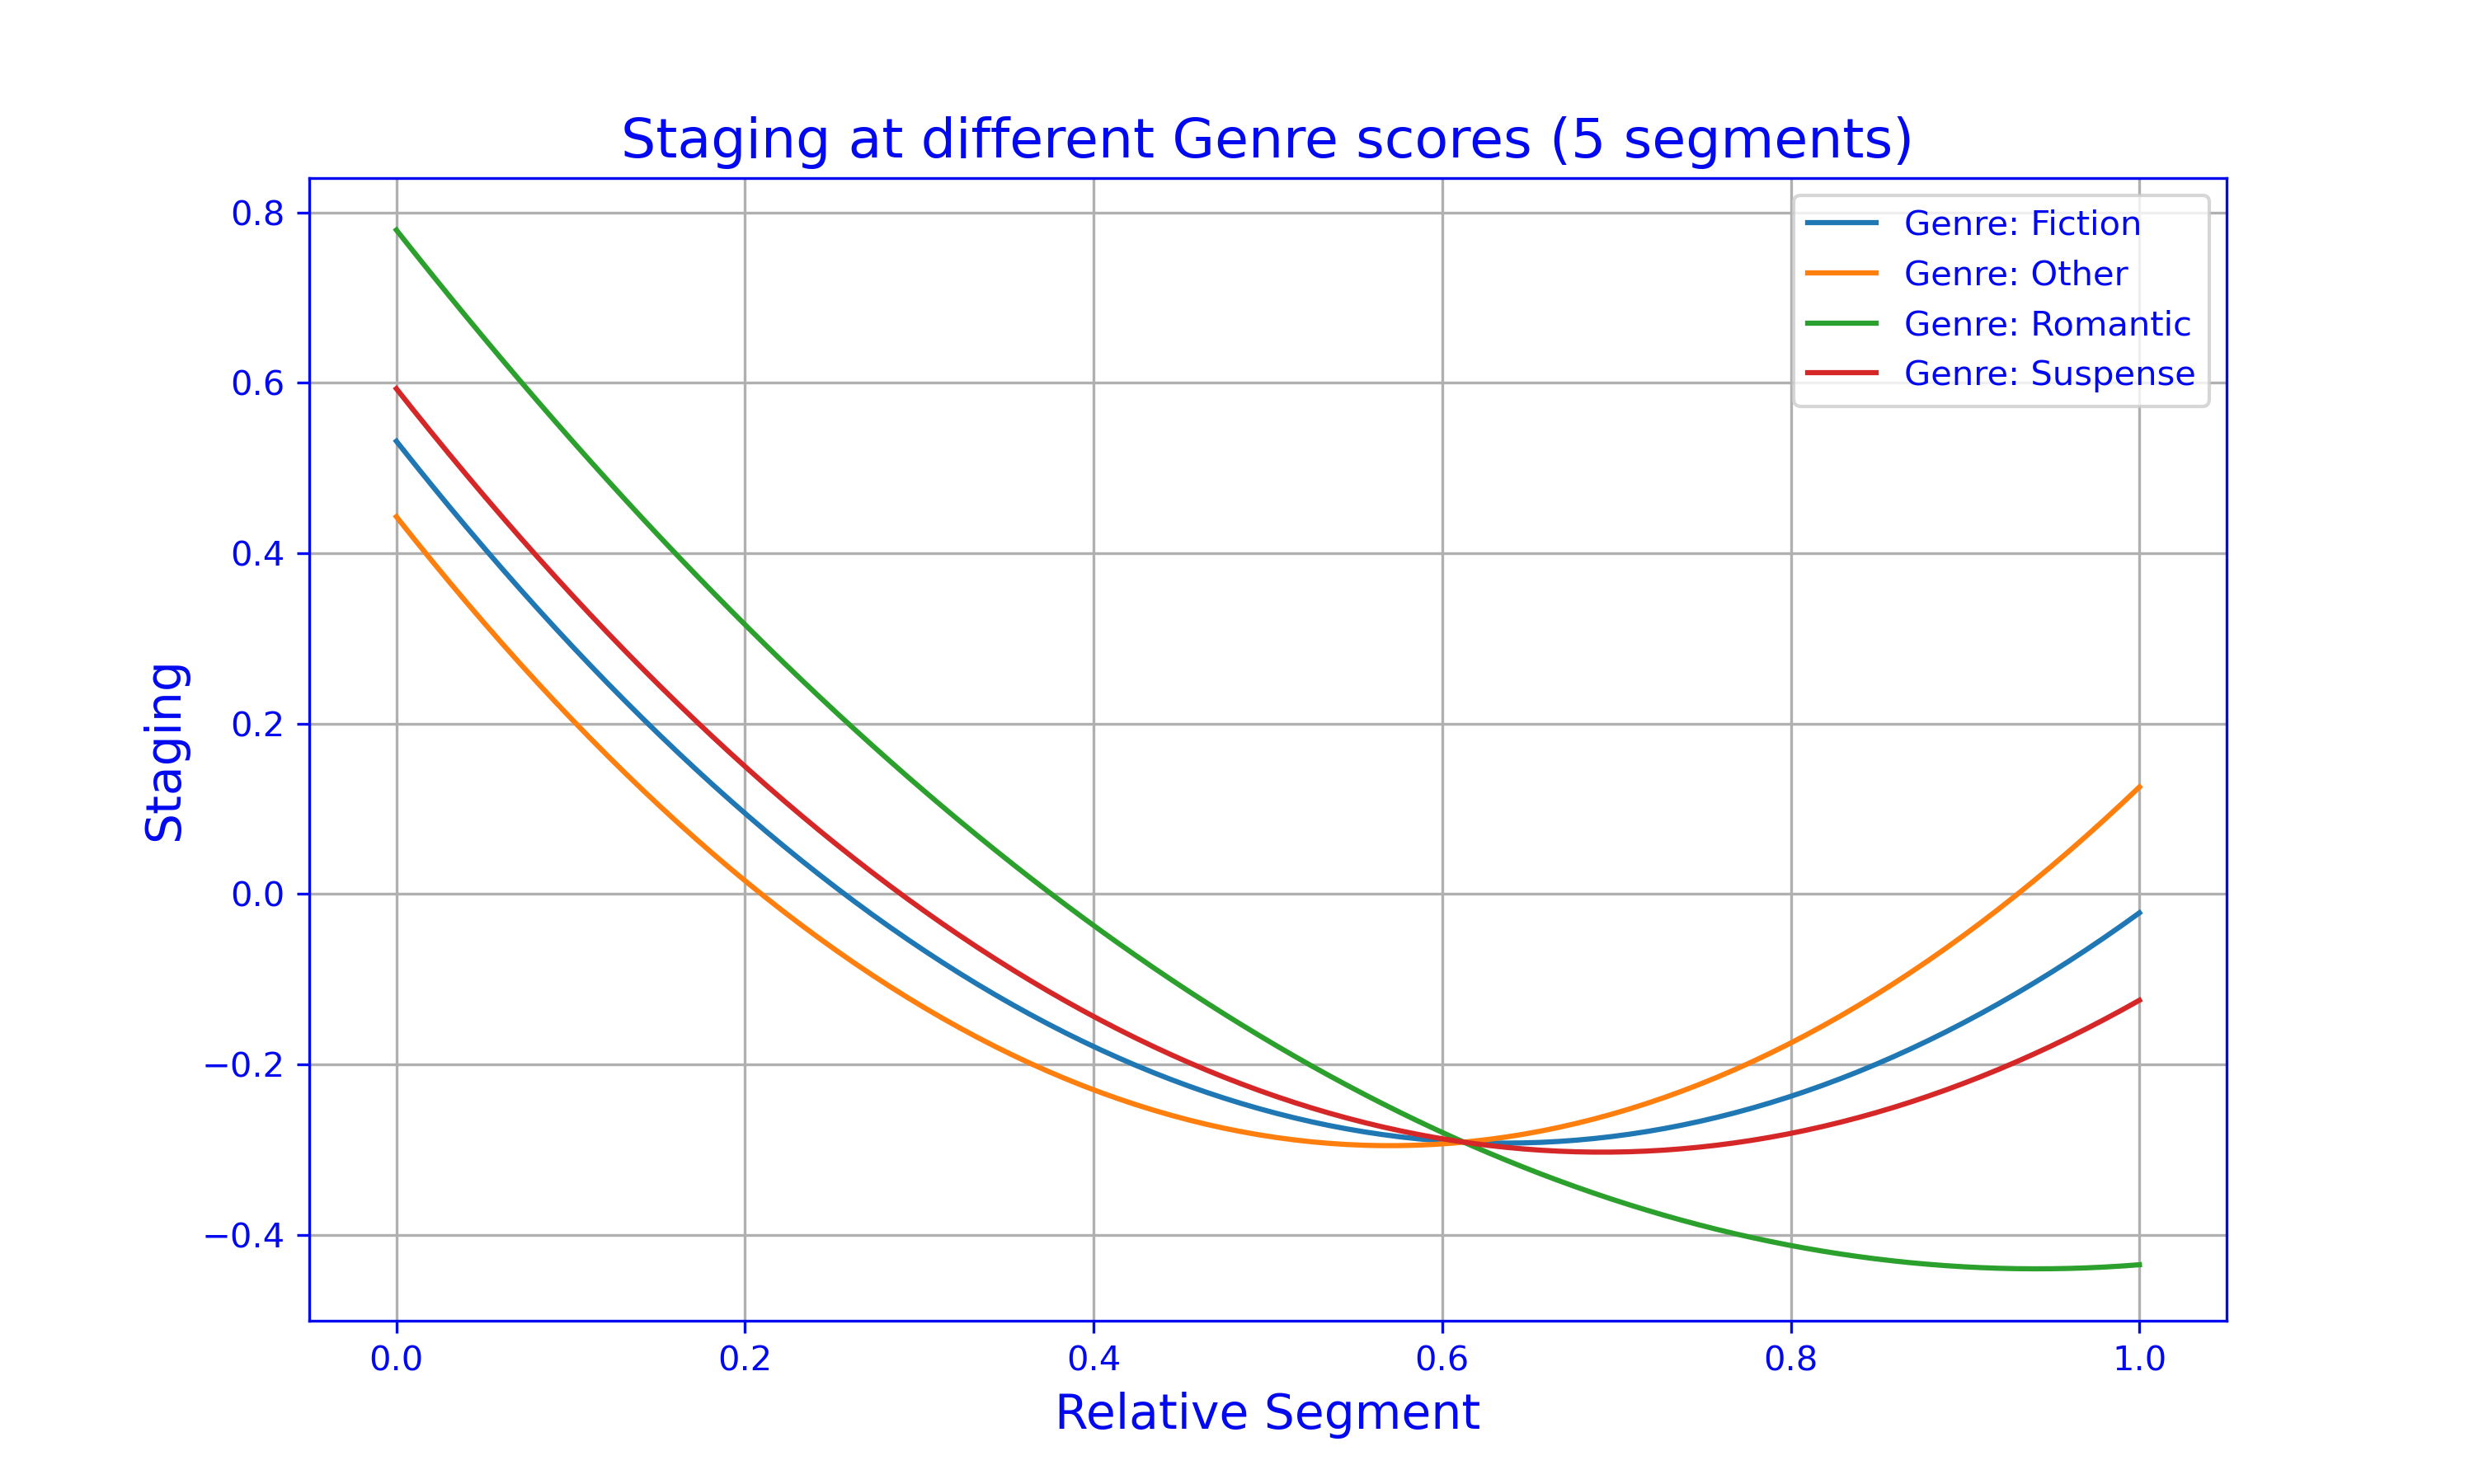 Staging at different Genre scores (5 segments)
Genre: Fiction
Genre: Other
Genre: Romantic
Genre: Suspense
Staging
0.8
0.6
0.4
0.2
0.0
−0.2
−0.4
0.0 0.2 0.4 0.6 0.8 1.0
Relative Segment